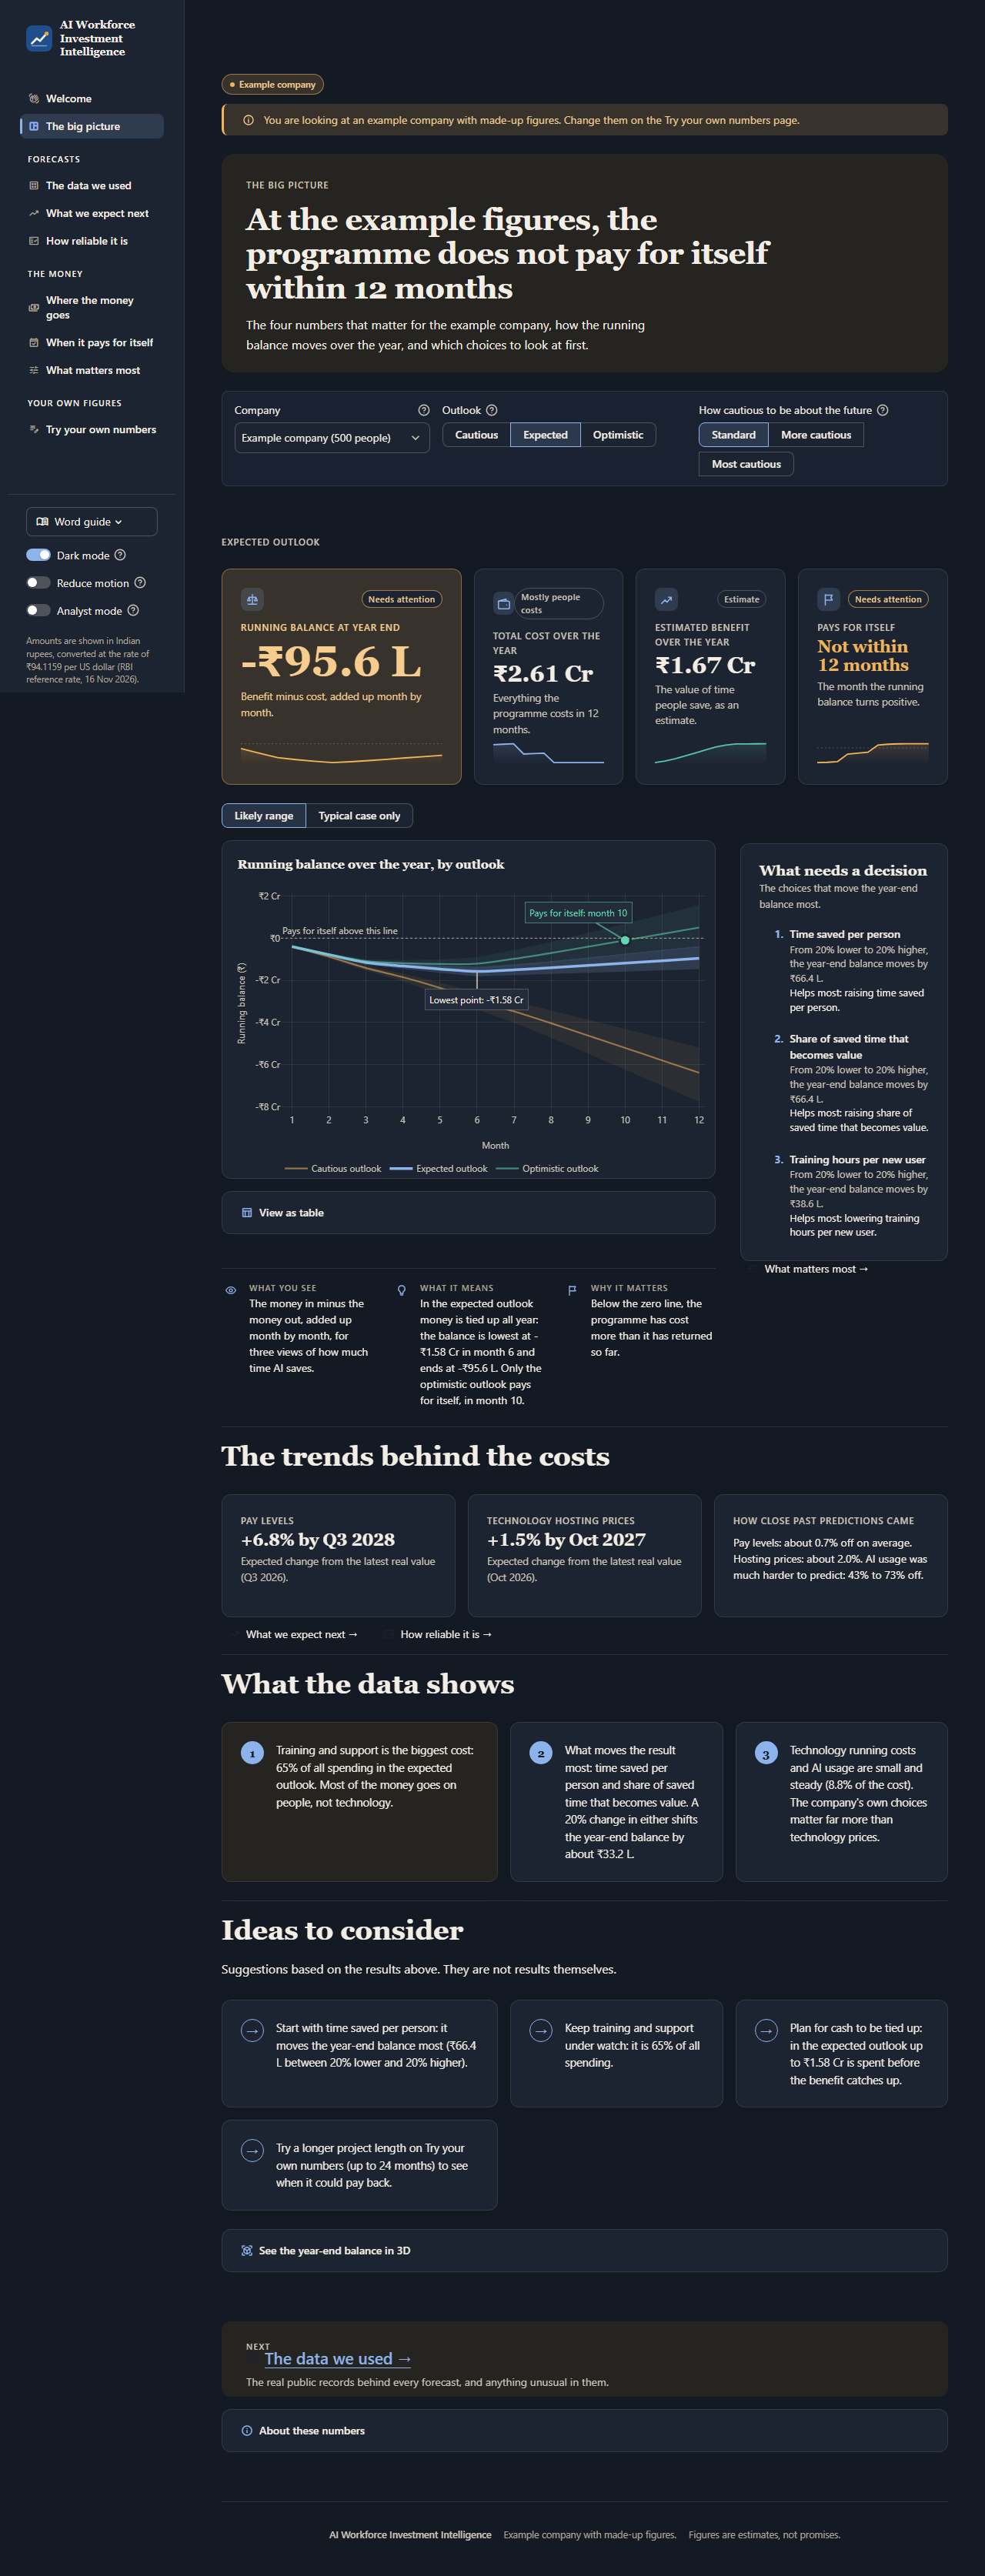 AI Workforce
Investment
Intelligence
Welcome
The big picture
FORECASTS
The data we used
What we expect next
How reliable it is
THE MONEY
Where the money
goes
When it pays for itself
What matters most
YOUR OWN FIGURES
Try your own numbers
Word guide
Dark mode
Reduce motion
Analyst mode
Amounts are shown in Indian
rupees, converted at the rate of
₹94.1159 per US dollar (RBI
reference rate, 16 Nov 2026).
Example company
You are looking at an example company with made-up figures. Change them on the Try your own numbers page.
THE BIG PICTURE
At the example figures, the
programme does not pay for itself
within 12 months
The four numbers that matter for the example company, how the running
balance moves over the year, and which choices to look at first.
Company
Example company (500 people)
Outlook
Cautious
Expected
Optimistic
How cautious to be about the future
Standard
More cautious
Most cautious
EXPECTED OUTLOOK
Needs attention
RUNNING BALANCE AT YEAR END
-₹95.6 L
Benefit minus cost, added up month by
month.
Mostly people
costs
TOTAL COST OVER THE
YEAR
₹2.61 Cr
Everything the
programme costs in 12
months.
Estimate
ESTIMATED BENEFIT
OVER THE YEAR
₹1.67 Cr
The value of time
people save, as an
estimate.
Needs attention
PAYS FOR ITSELF
Not within
12 months
The month the running
balance turns positive.
Likely range
Typical case only
Running balance over the year, by outlook
₹2 Cr
₹0
-₹2 Cr
-₹4 Cr
-₹6 Cr
-₹8 Cr
Running balance (₹)
Pays for itself above this line
Pays for itself: month 10
Lowest point: -₹1.58 Cr
1 2 3 4 5 6 7 8 9 10 11 12
Month
Cautious outlook
Expected outlook
Optimistic outlook
View as table
What needs a decision
The choices that move the year-end
balance most.
1. Time saved per person
From 20% lower to 20% higher,
the year-end balance moves by
₹66.4 L.
Helps most: raising time saved
per person.
2. Share of saved time that
becomes value
From 20% lower to 20% higher,
the year-end balance moves by
₹66.4 L.
Helps most: raising share of
saved time that becomes value.
3. Training hours per new user
From 20% lower to 20% higher,
the year-end balance moves by
₹38.6 L.
Helps most: lowering training
hours per new user.
What matters most →
WHAT YOU SEE
The money in minus the
money out, added up
month by month, for
three views of how much
time AI saves.
WHAT IT MEANS
In the expected outlook
money is tied up all year:
the balance is lowest at -
₹1.58 Cr in month 6 and
ends at -₹95.6 L. Only the
optimistic outlook pays
for itself, in month 10.
WHY IT MATTERS
Below the zero line, the
programme has cost
more than it has returned
so far.
The trends behind the costs
PAY LEVELS
+6.8% by Q3 2028
Expected change from the latest real value
(Q3 2026).
TECHNOLOGY HOSTING PRICES
+1.5% by Oct 2027
Expected change from the latest real value
(Oct 2026).
HOW CLOSE PAST PREDICTIONS CAME
Pay levels: about 0.7% off on average.
Hosting prices: about 2.0%. AI usage was
much harder to predict: 43% to 73% off.
What we expect next →
How reliable it is →
What the data shows
1
Training and support is the biggest cost:
65% of all spending in the expected
outlook. Most of the money goes on
people, not technology.
2
What moves the result
most: time saved per
person and share of saved
time that becomes value. A
20% change in either shifts
the year-end balance by
about ₹33.2 L.
3
Technology running costs
and AI usage are small and
steady (8.8% of the cost).
The company's own choices
matter far more than
technology prices.
Ideas to consider
Suggestions based on the results above. They are not results themselves.
→
Start with time saved per person: it
moves the year-end balance most (₹66.4
L between 20% lower and 20% higher).
→
Keep training and support
under watch: it is 65% of all
spending.
→
Plan for cash to be tied up:
in the expected outlook up
to ₹1.58 Cr is spent before
the benefit catches up.
→
Try a longer project length on Try your
own numbers (up to 24 months) to see
when it could pay back.
See the year-end balance in 3D
NEXT
The data we used →
The real public records behind every forecast, and anything unusual in them.
About these numbers
AI Workforce Investment Intelligence Example company with made-up figures. Figures are estimates, not promises.